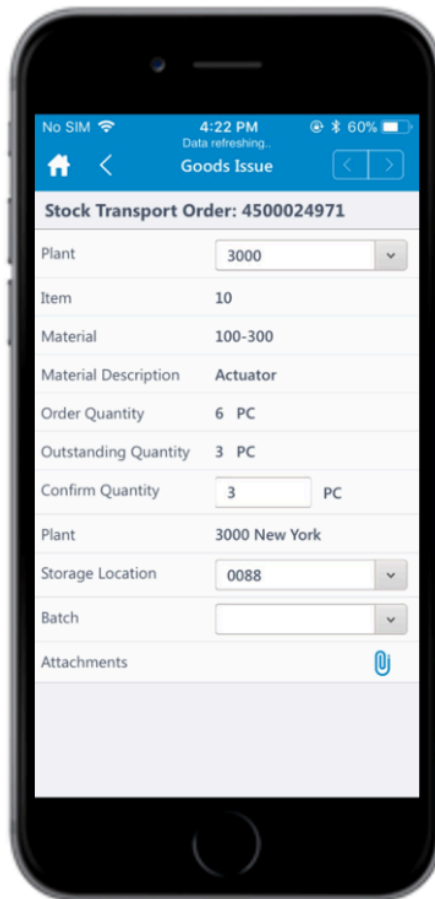 No SIM 4:22 PM 60%
Data refreshing..
Goods Issue
Stock Transport Order: 4500024971
Plant 3000
Item 10
Material 100-300
Material Description Actuator
Order Quantity 6 PC
Outstanding Quantity 3 PC
Confirm Quantity 3 PC
Plant 3000 New York
Storage Location 0088
Batch
Attachments